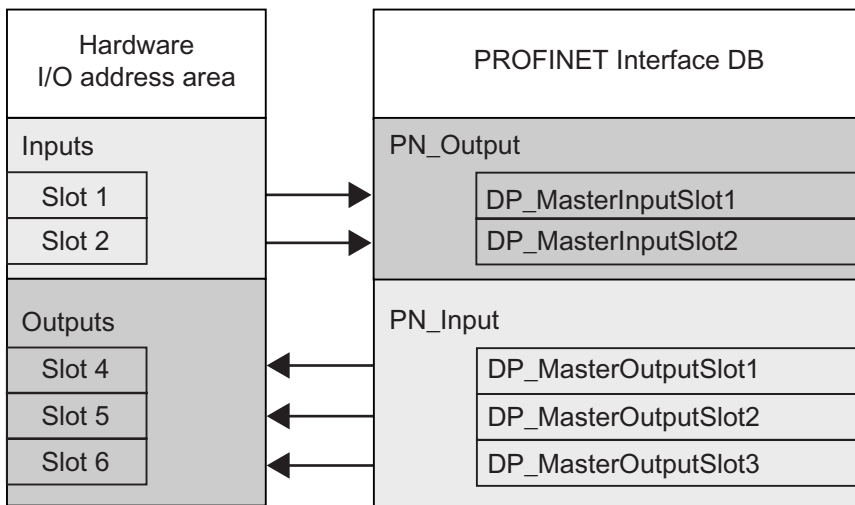 Hardware
I/O address area
PROFINET Interface DB
Inputs
Slot 1
Slot 2
PN_Output
DP_MasterInputSlot1
DP_MasterInputSlot2
Outputs
Slot 4
Slot 5
Slot 6
PN_Input
DP_MasterOutputSlot1
DP_MasterOutputSlot2
DP_MasterOutputSlot3